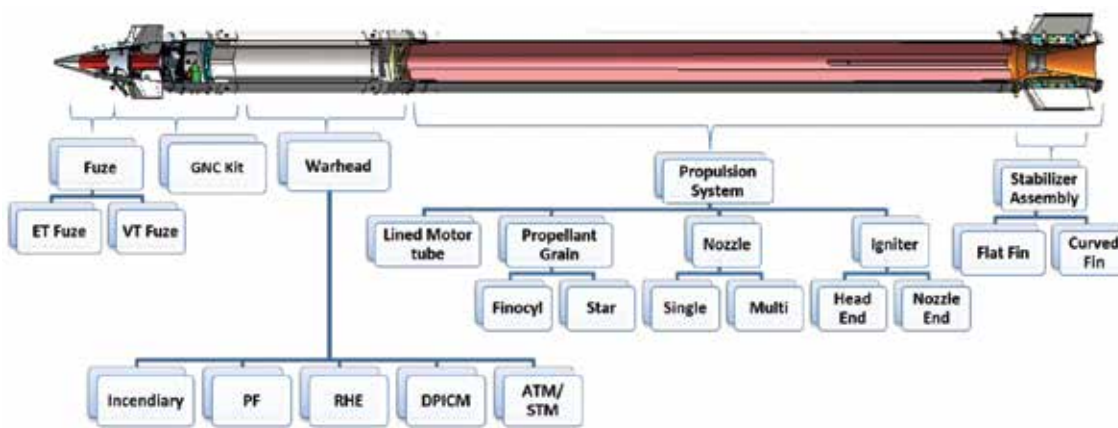 Fuze
GNC Kit
Warhead
Propulsion
System
Stabilizer
Assembly
ET Fuze
VT Fuze
Lined Motor
tube
Propellant
Grain
Nozzle
Igniter
Flat Fin
Curved
Fin
Finocyl
Star
Single
Multi
Head
End
Nozzle
End
Incendiary
PF
RHE
DPICM
ATM/
STM